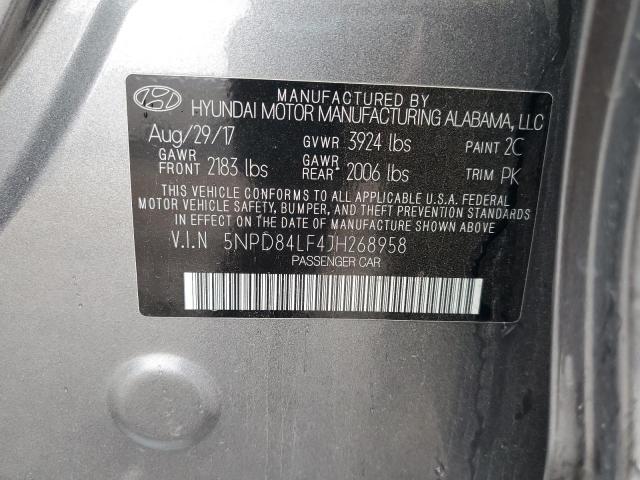 MANUFACTURED BY
HYUNDAI MOTOR MANUFACTURING ALABAMA, LLC
Aug/29/17 GVWR 3924 lbs PAINT 2C
GAWR FRONT 2183 lbs GAWR REAR 2006 lbs TRIM PK
THIS VEHICLE CONFORMS TO ALL APPLICABLE U.S.A. FEDERAL
MOTOR VEHICLE SAFETY, BUMPER, AND THEFT PREVENTION STANDARDS
IN EFFECT ON THE DATE OF MANUFACTURE SHOWN ABOVE.
V.I.N 5NPD84LF4JH268958
PASSENGER CAR